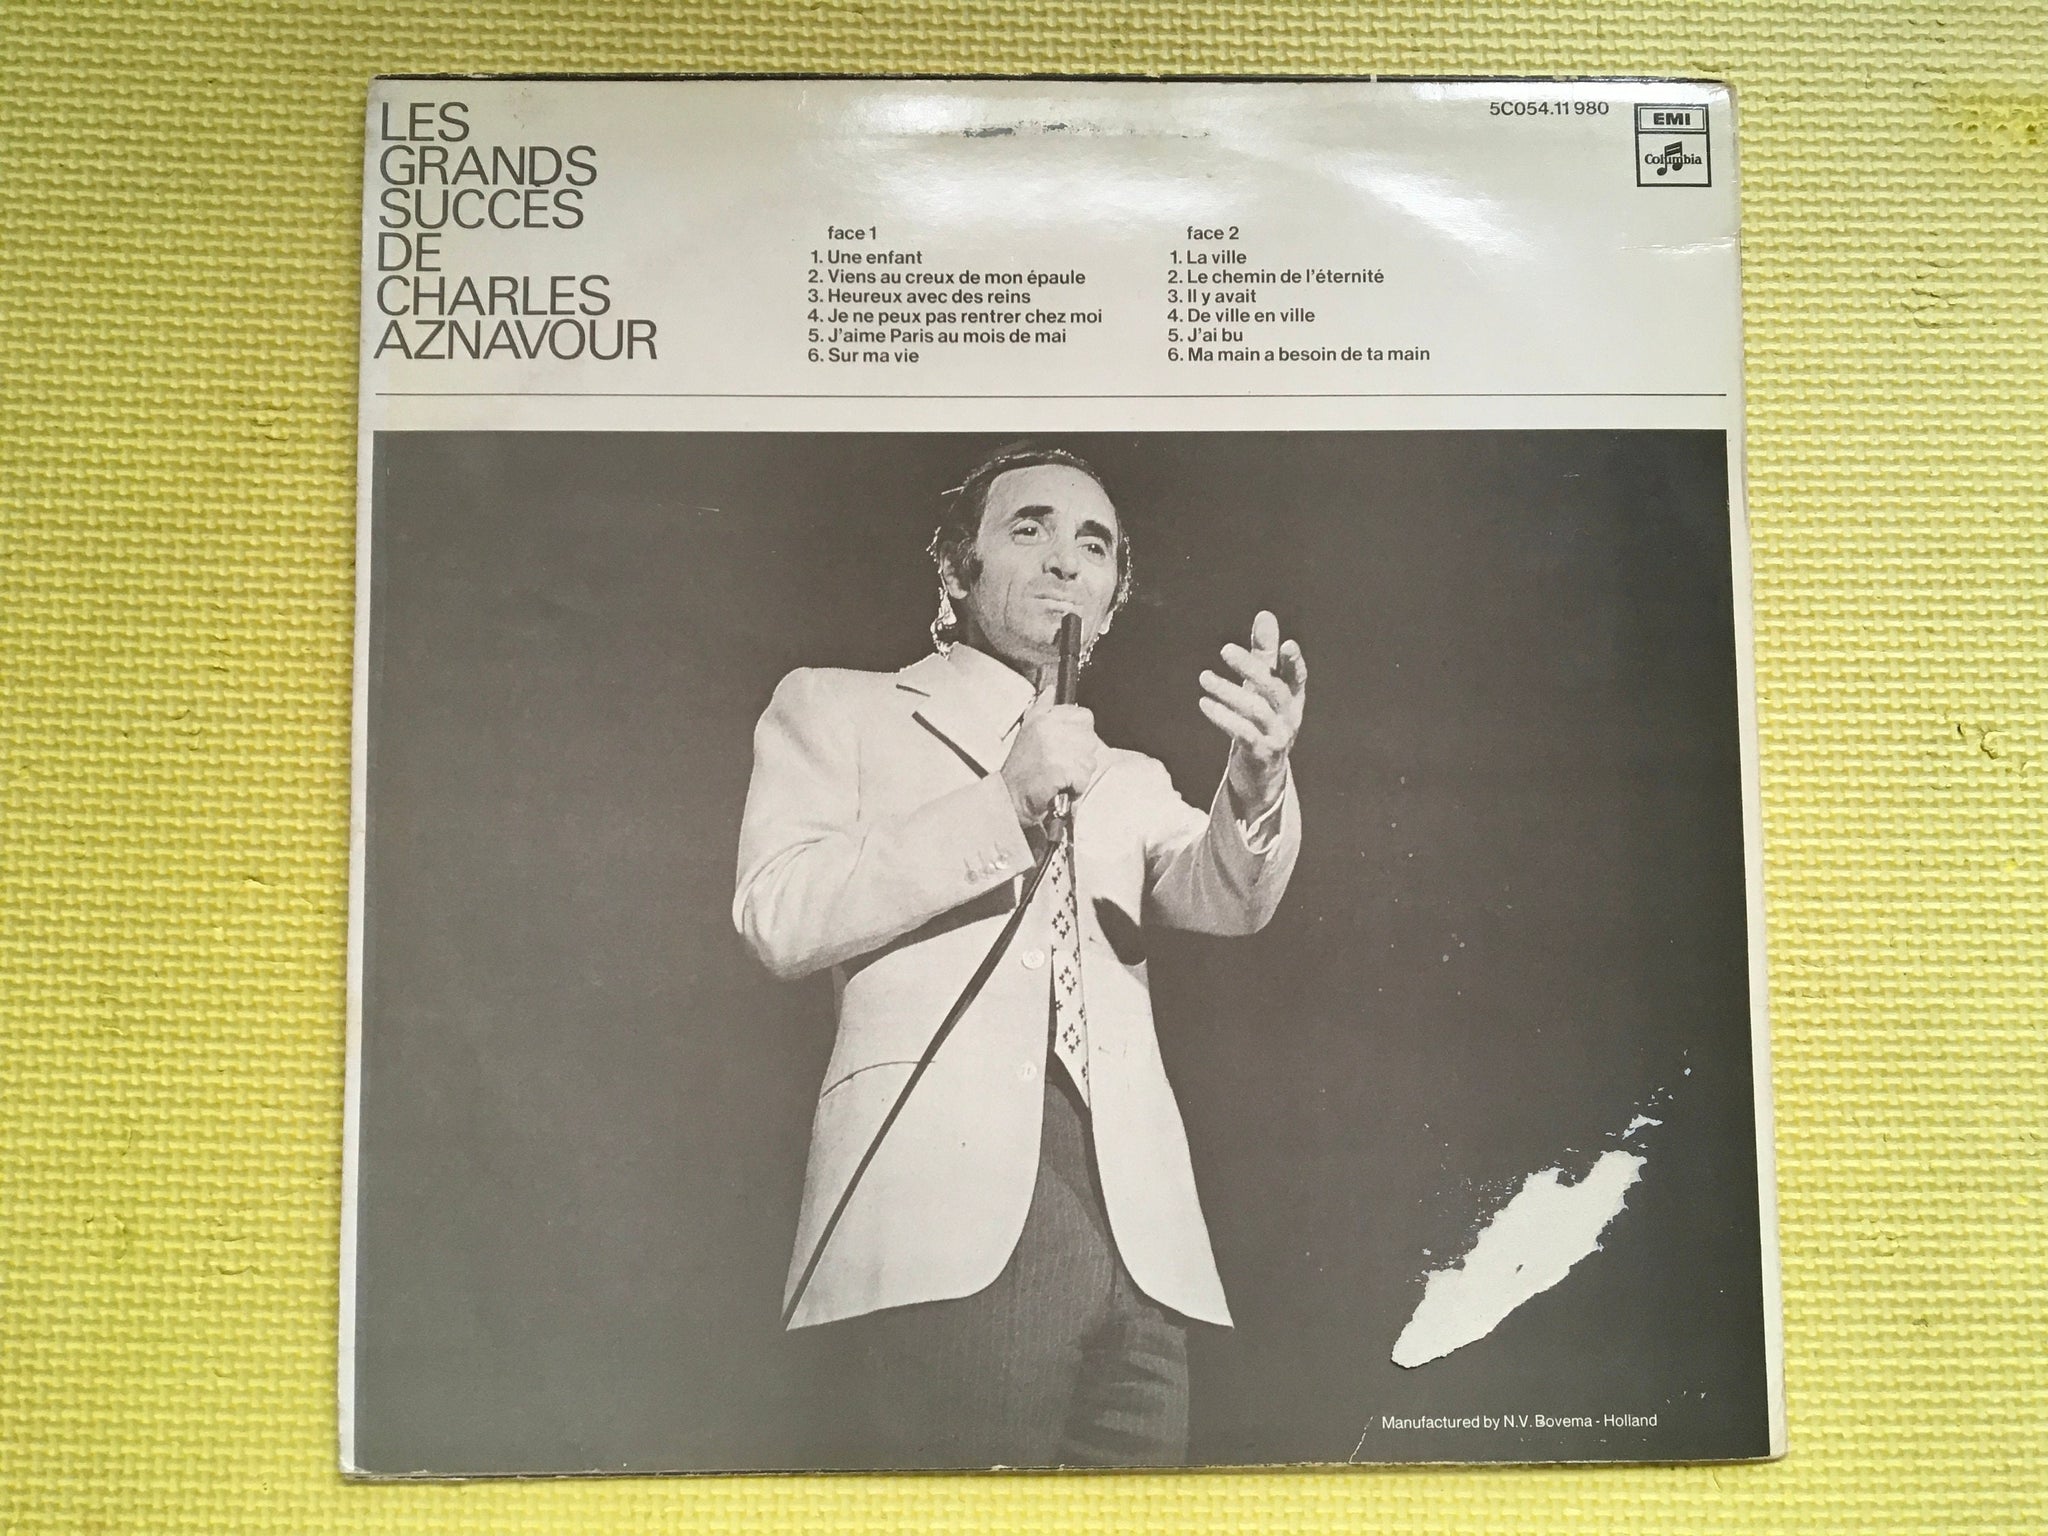 LES
GRANDS
SUCCÈS
DE
CHARLES
AZNAVOUR
5C054.11 980
EMI
Columbia
face 1
1. Une enfant
2. Viens au creux de mon épaule
3. Heureux avec des reins
4. Je ne peux pas rentrer chez moi
5. J'aime Paris au mois de mai
6. Sur ma vie
face 2
1. La ville
2. Le chemin de l'éternité
3. Il y avait
4. De ville en ville
5. J'ai bu
6. Ma main a besoin de ta main
Manufactured by N.V. Bovema - Holland